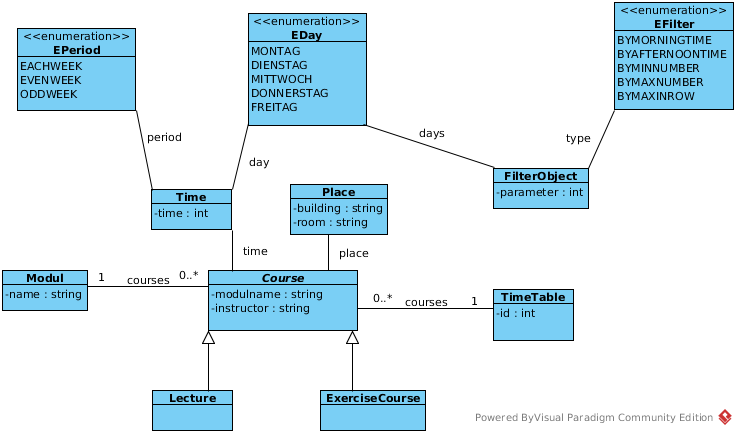 <<enumeration>>
EPeriod
EACHWEEK
EVENWEEK
ODDWEEK
<<enumeration>>
EDay
MONTAG
DIENSTAG
MITTWOCH
DONNERSTAG
FREITAG
<<enumeration>>
EFilter
BYMORNINGTIME
BYAFTERNOONTIME
BYMINNUMBER
BYMAXNUMBER
BYMAXINROW
period
day
days
type
Time
-time : int
Place
-building : string
-room : string
FilterObject
-parameter : int
time
place
Modul
-name : string
1
courses
0..*
Course
-modulname : string
-instructor : string
0..*
courses
1
TimeTable
-id : int
Lecture
ExerciseCourse
Powered ByVisual Paradigm Community Edition